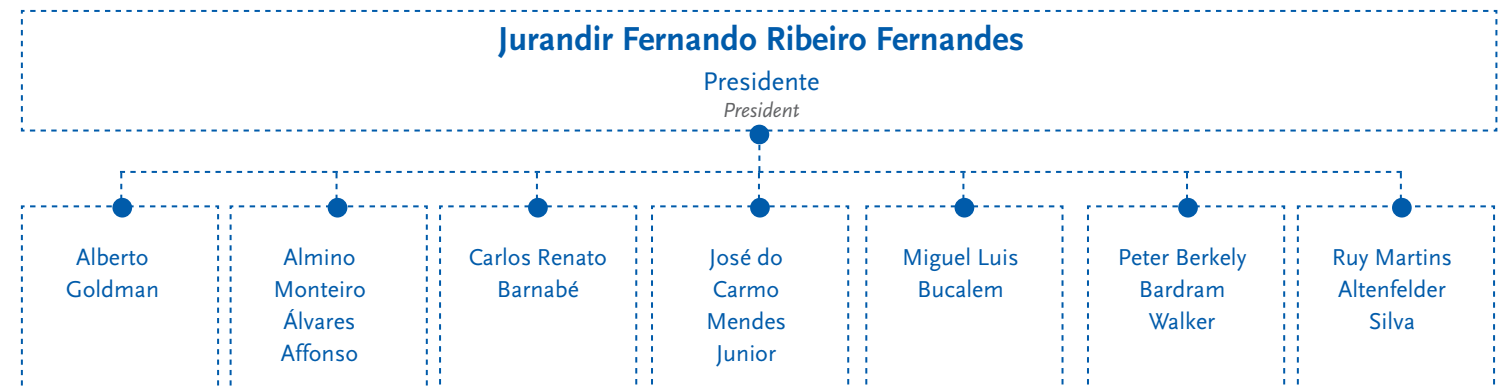 Jurandir Fernando Ribeiro Fernandes
Presidente
President
Alberto
Goldman
Almino
Monteiro
Álvares
Affonso
Carlos Renato
Barnabé
José do
Carmo
Mendes
Junior
Miguel Luis
Bucalem
Peter Berkely
Bardram
Walker
Ruy Martins
Altenfelder
Silva